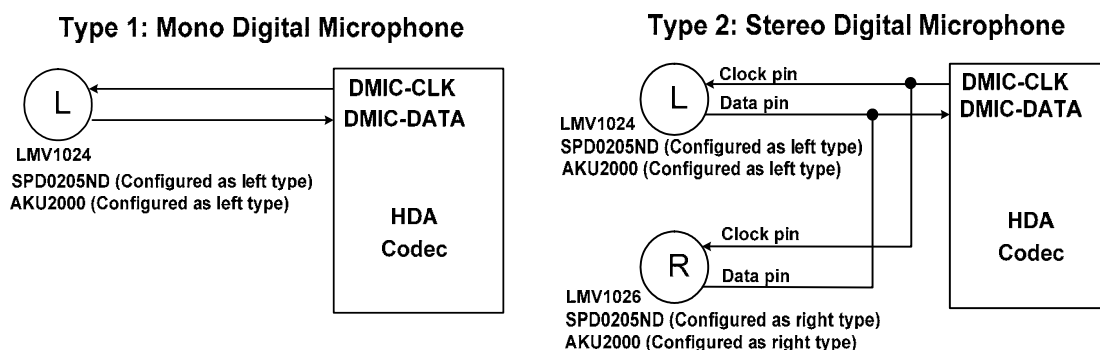 Type 1: Mono Digital Microphone
L
DMIC-CLK
DMIC-DATA
LMV1024
SPD0205ND (Configured as left type)
AKU2000 (Configured as left type)
HDA
Codec
Type 2: Stereo Digital Microphone
Clock pin
L
Data pin
DMIC-CLK
DMIC-DATA
LMV1024
SPD0205ND (Configured as left type)
AKU2000 (Configured as left type)
HDA
Codec
Clock pin
R
Data pin
LMV1026
SPD0205ND (Configured as right type)
AKU2000 (Configured as right type)